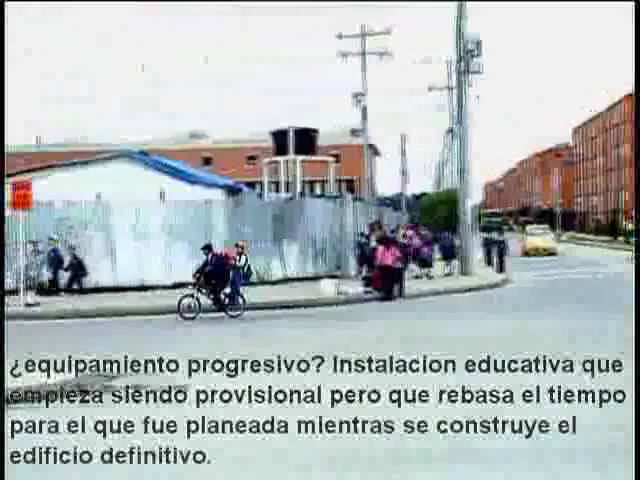 ¿equipamiento progresivo? Instalacion educativa que
empieza siendo provisional pero que rebasa el tiempo
para el que fue planeada mientras se construye el
edificio definitivo.